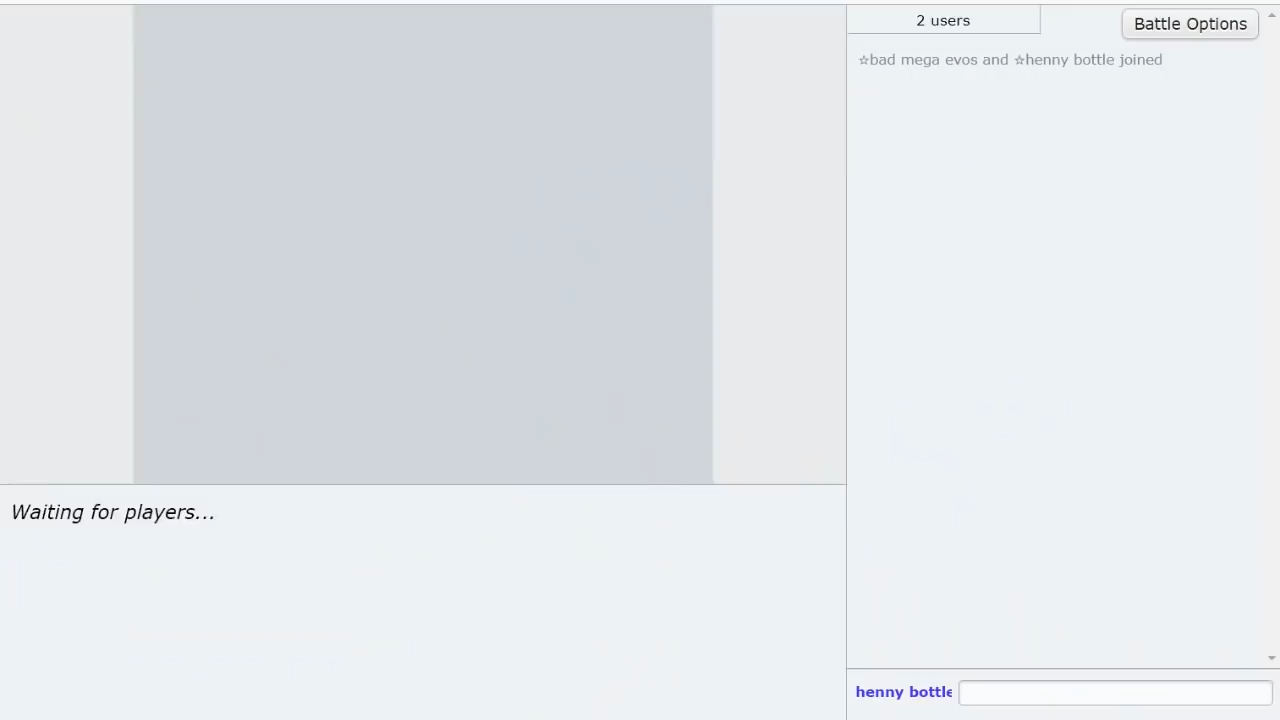 2 users
Battle Options
☆bad mega evos and ☆henny bottle joined
Waiting for players...
henny bottle